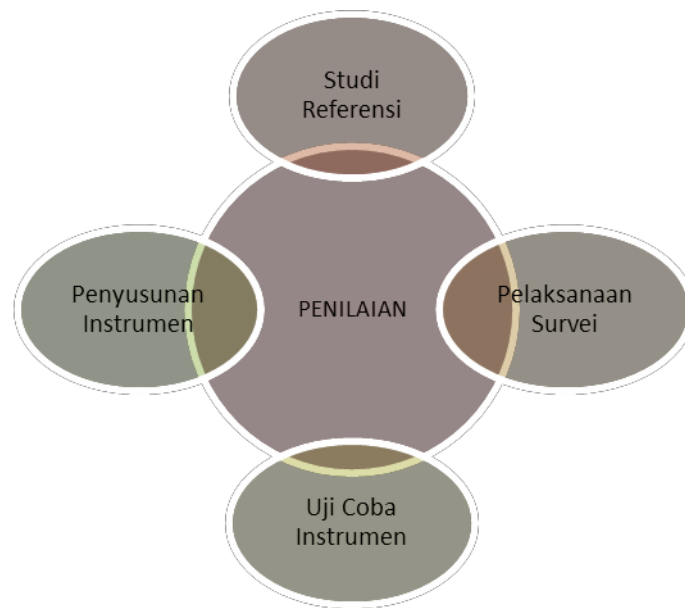 Studi
Referensi
Penyusunan
Instrumen
PENILAIAN
Pelaksanaan
Survei
Uji Coba
Instrumen